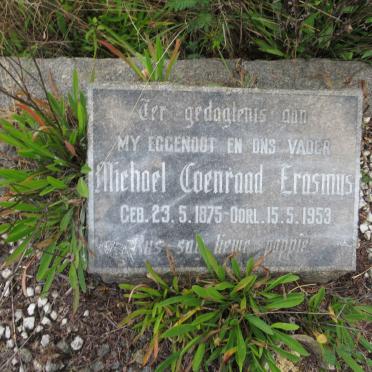 Ter gedagtenis aan
MY EGGENOOT EN ONS VADER
Michael Coenraad Erasmus
GEB. 23.5.1875 - OORL. 15.5.1953
Rus sag liewe pappie